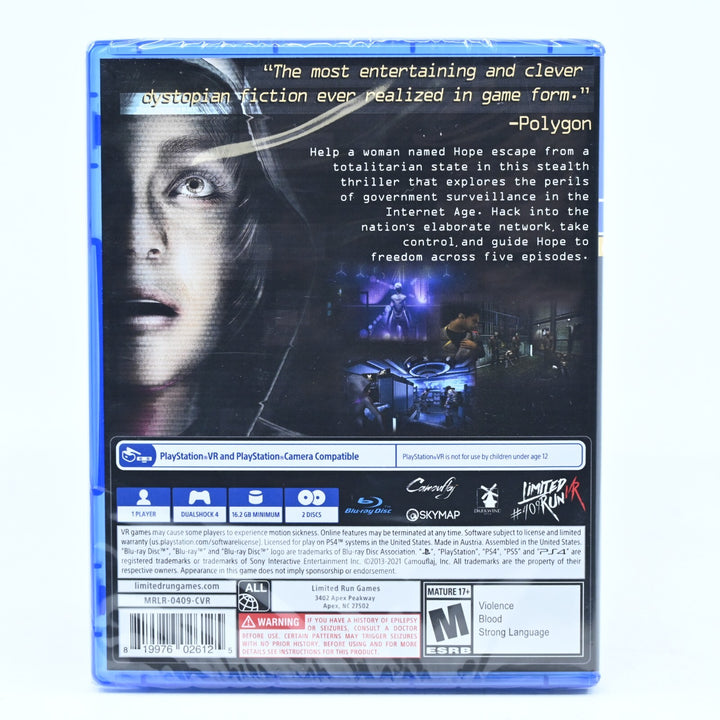 “The most entertaining and clever
dystopian fiction ever realized in game form.”
–Polygon
Help a woman named Hope escape from a
totalitarian state in this stealth
thriller that explores the perils
of government surveillance in the
Internet Age. Hack into the
nation's elaborate network, take
control, and guide Hope to
freedom across five episodes.
PlayStation®VR and PlayStation®Camera Compatible
PlayStation®VR is not for use by children under age 12
1 PLAYER
DUALSHOCK 4
16.2 GB MINIMUM
2 DISCS
Blu-ray Disc
Camouflaj
SKYMAP
DARKWIND
LIMITED RUN VR
#409
VR games may cause some players to experience motion sickness. Online features may be terminated at any time. Software subject to license and limited
warranty (us.playstation.com/softwarelicense). Licensed for play on PS4™ systems in the United States. Made in Austria. Assembled in the United States.
"Blu-ray Disc™", "Blu-ray™" and "Blu-ray Disc™" logo are trademarks of Blu-ray Disc Association. "PS", "PlayStation", "PS4", "PS5" and "PS4" are
registered trademarks or trademarks of Sony Interactive Entertainment Inc. ©2013-2021 Camouflaj, Inc. All trademarks are the property of their
respective owners. Appearance in this game does not imply sponsorship or endorsement.
limitedrungames.com
MRLR-0409-CVR
8 19976 02612 5
ALL
Limited Run Games
3402 Apex Peakway
Apex, NC 27502
WARNING
IF YOU HAVE A HISTORY OF EPILEPSY
OR SEIZURES, CONSULT A DOCTOR
BEFORE USE. CERTAIN PATTERNS MAY TRIGGER SEIZURES
WITH NO PRIOR HISTORY. BEFORE USING AND FOR MORE
DETAILS SEE INSTRUCTIONS FOR THIS PRODUCT.
MATURE 17+
M
ESRB
Violence
Blood
Strong Language